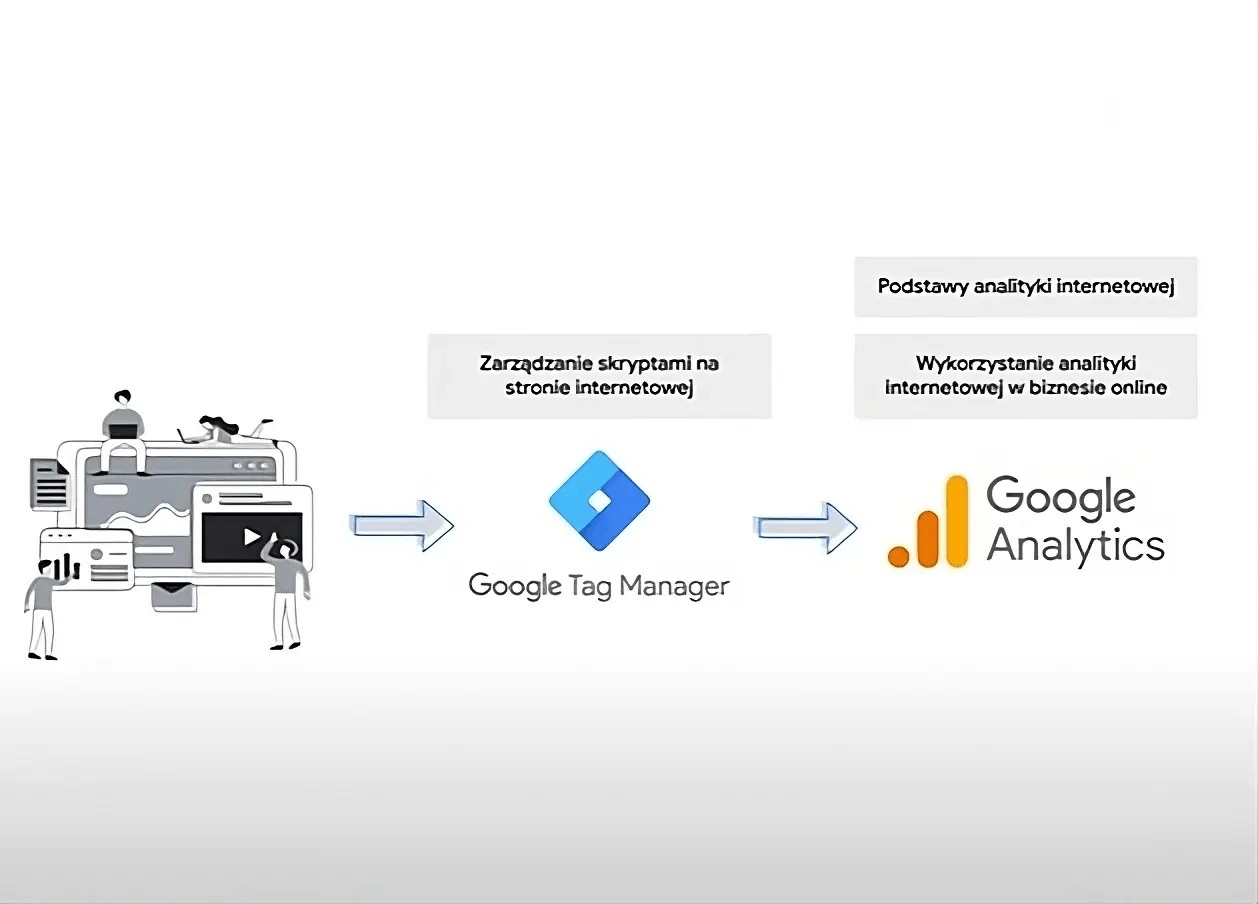 Podstawy analityki internetowej
Zarządzanie skryptami na
stronie internetowej
Wykorzystanie analityki
internetowej w biznesie online
Google Tag Manager
Google
Analytics